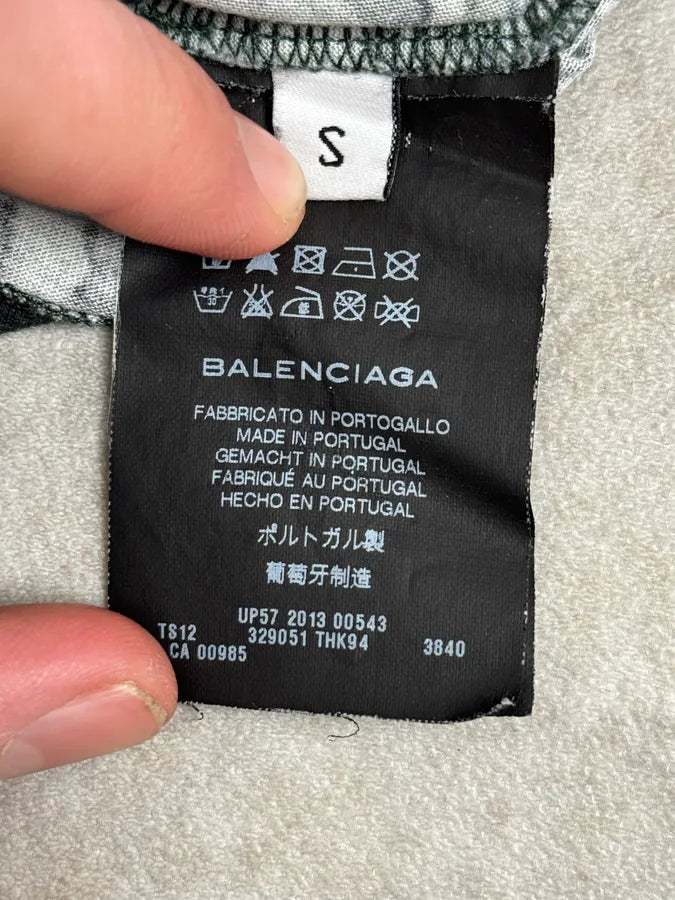 S
BALENCIAGA
FABBRICATO IN PORTOGALLO
MADE IN PORTUGAL
GEMACHT IN PORTUGAL
FABRIQUÉ AU PORTUGAL
HECHO EN PORTUGAL
ポルトガル製
葡萄牙制造
UP57 2013 00543
TS12 329051 THK94 3840
CA 00985